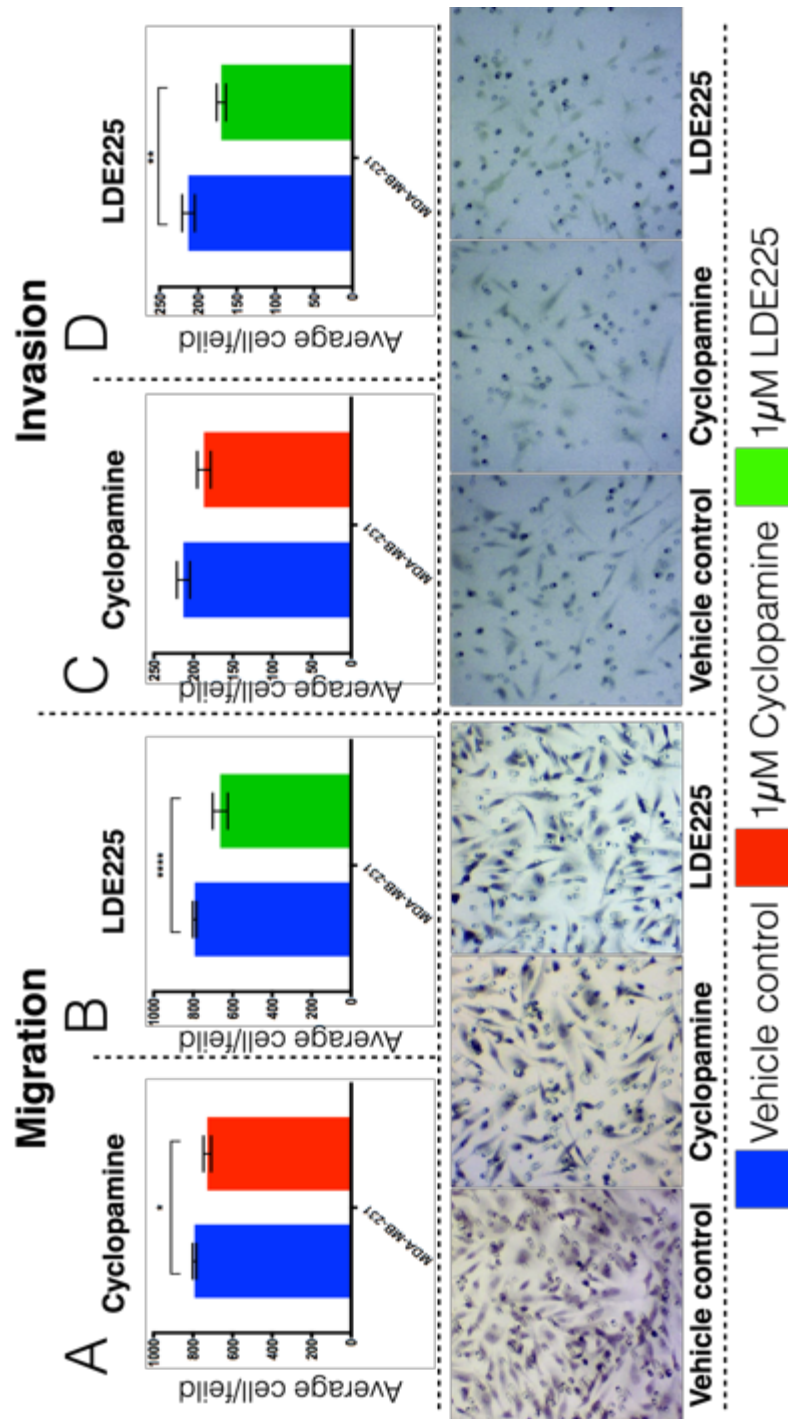 Migration
Invasion
A
Cyclopamine
Average cell/feild
1000
800
600
400
200
0
*
MDA-MB-231
B
LDE225
Average cell/feild
1000
800
600
400
200
0
****
MDA-MB-231
C
Cyclopamine
Average cell/feild
250
200
150
100
50
0
MDA-MB-231
D
LDE225
Average cell/feild
250
200
150
100
50
0
**
MDA-MB-231
Vehicle control
Cyclopamine
LDE225
Vehicle control
Cyclopamine
LDE225
Vehicle control
1µM Cyclopamine
1µM LDE225